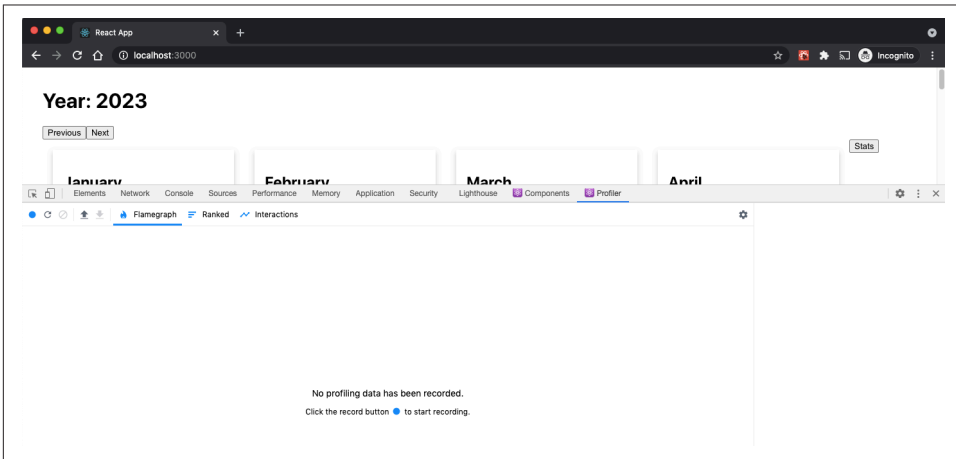 React App
localhost:3000
Incognito
Year: 2023
Previous Next
Stats
January February March April
Elements Network Console Sources Performance Memory Application Security Lighthouse Components Profiler
Flamegraph Ranked Interactions
No profiling data has been recorded.
Click the record button to start recording.